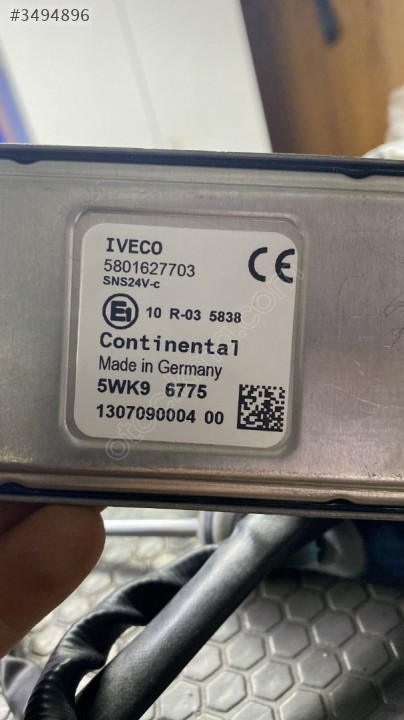 #3494896
IVECO
5801627703
SNS24V-c
CE
E1 10 R-03 5838
Continental
Made in Germany
5WK9 6775
1307090004 00